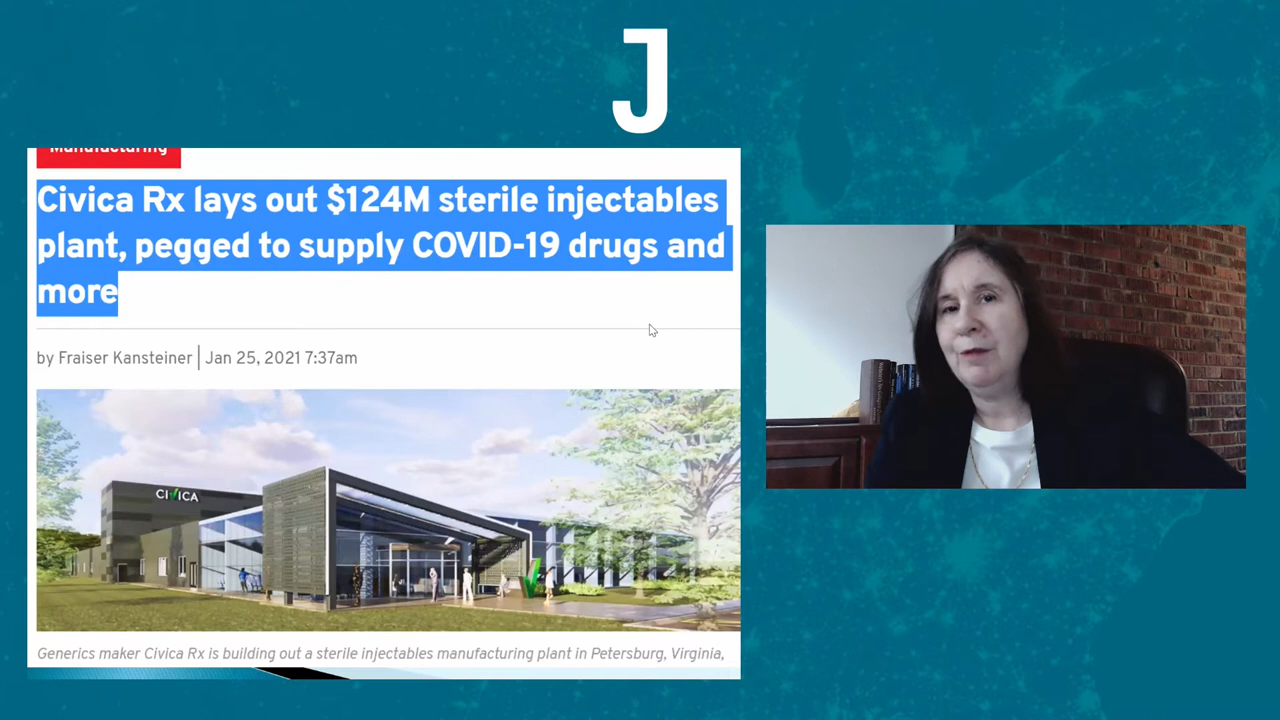 J
Manufacturing
Civica Rx lays out $124M sterile injectables
plant, pegged to supply COVID-19 drugs and
more
by Fraiser Kansteiner | Jan 25, 2021 7:37am
CIVICA
Generics maker Civica Rx is building out a sterile injectables manufacturing plant in Petersburg, Virginia,